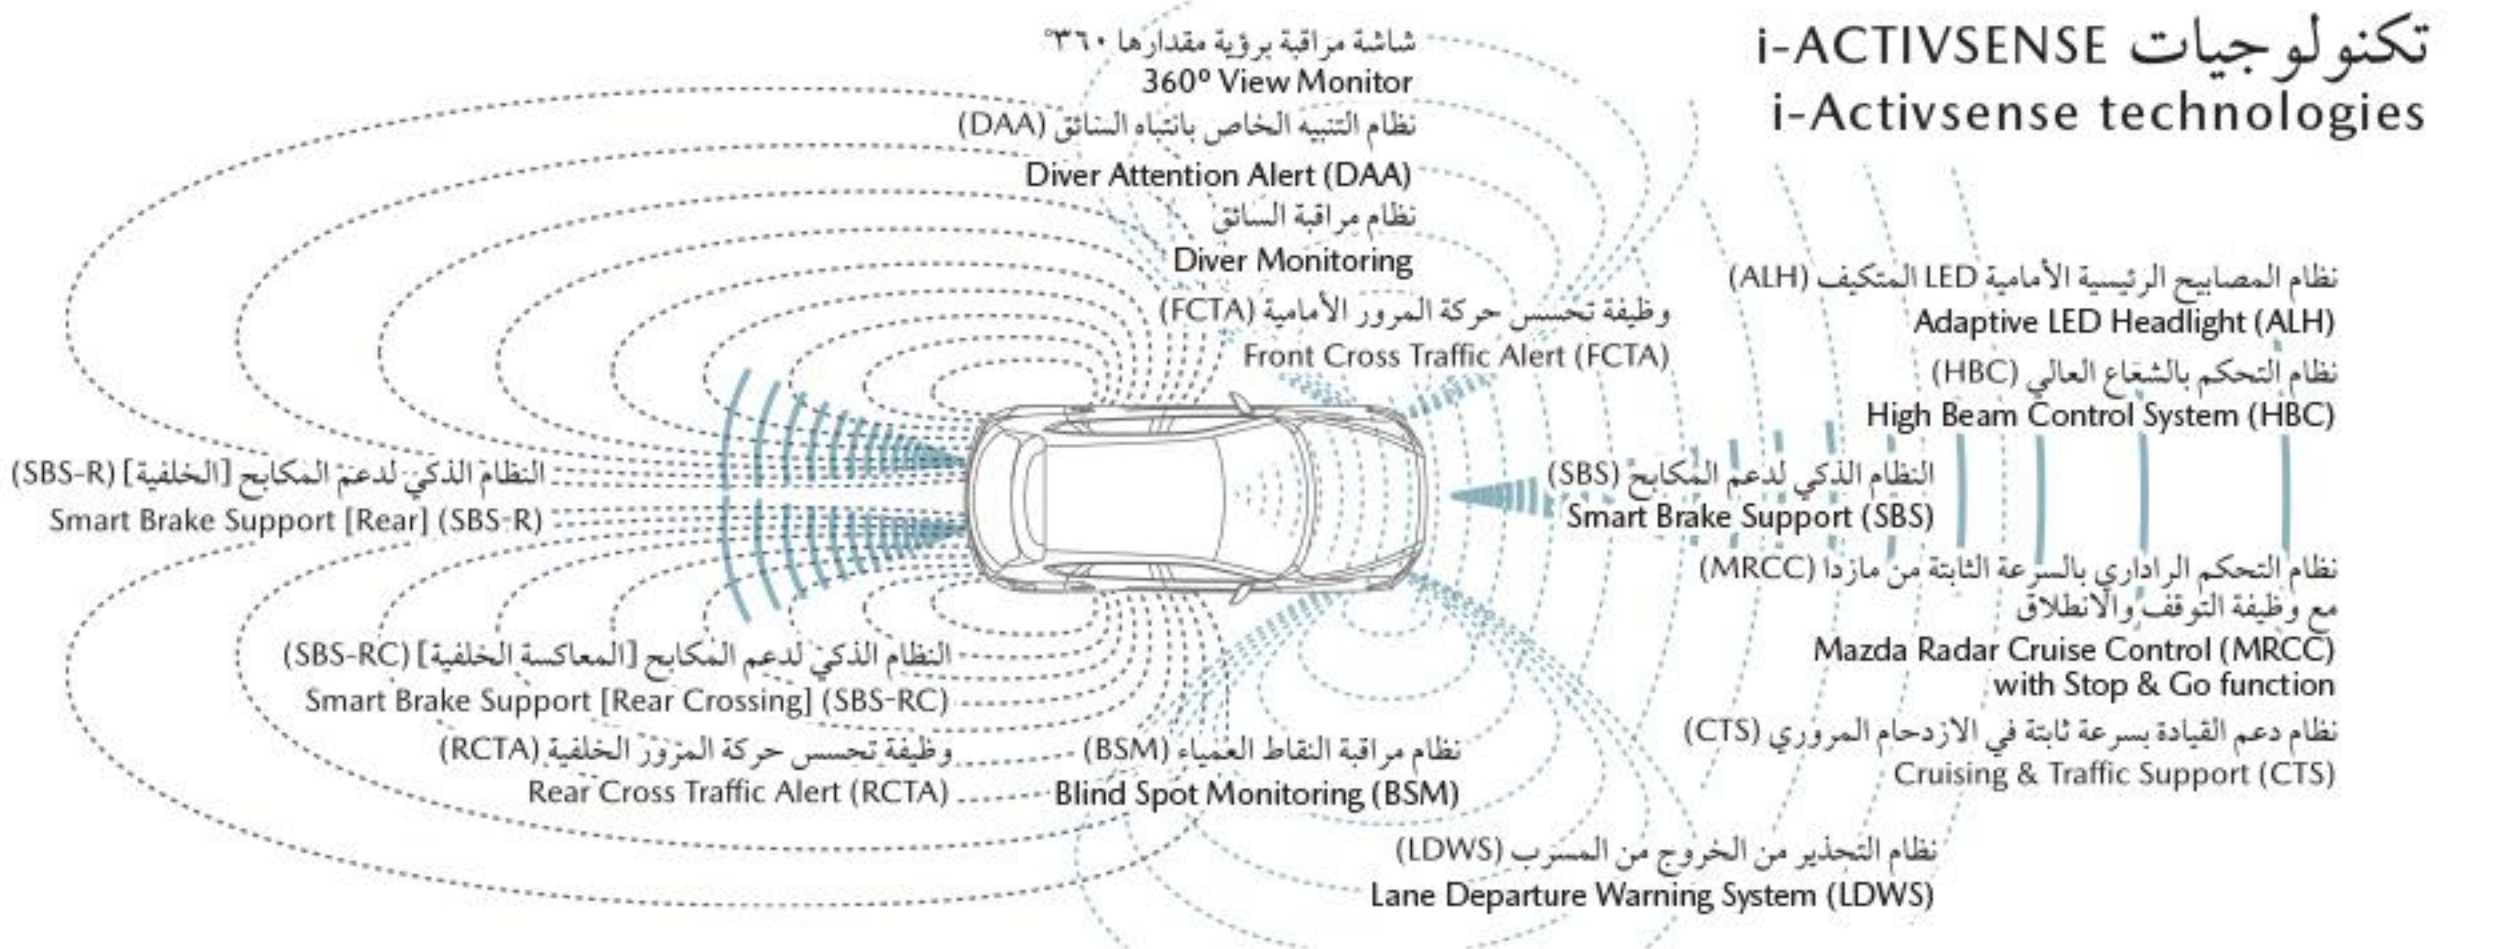 تكنولوجيات i-ACTIVSENSE
i-Activsense technologies
شاشة مراقبة برؤية مقدارها ٣٦٠°
360º View Monitor
نظام التنبيه الخاص بانتباه السائق (DAA)
Diver Attention Alert (DAA)
نظام مراقبة السائق
Diver Monitoring
وظيفة تحسس حركة المرور الأمامية (FCTA)
Front Cross Traffic Alert (FCTA)
نظام المصابيح الرئيسية الأمامية LED المتكيف (ALH)
Adaptive LED Headlight (ALH)
نظام التحكم بالشعاع العالي (HBC)
High Beam Control System (HBC)
النظام الذكي لدعم المكابح (SBS)
Smart Brake Support (SBS)
النظام الذكي لدعم المكابح [الخلفية] (SBS-R)
Smart Brake Support [Rear] (SBS-R)
نظام التحكم الراداري بالسرعة الثابتة من مازدا (MRCC)
مع وظيفة التوقف والانطلاق
Mazda Radar Cruise Control (MRCC)
with Stop & Go function
النظام الذكي لدعم المكابح [المعاكسة الخلفية] (SBS-RC)
Smart Brake Support [Rear Crossing] (SBS-RC)
نظام دعم القيادة بسرعة ثابتة في الازدحام المروري (CTS)
Cruising & Traffic Support (CTS)
وظيفة تحسس حركة المرور الخلفية (RCTA)
Rear Cross Traffic Alert (RCTA)
نظام مراقبة النقاط العمياء (BSM)
Blind Spot Monitoring (BSM)
نظام التحذير من الخروج من المسرب (LDWS)
Lane Departure Warning System (LDWS)